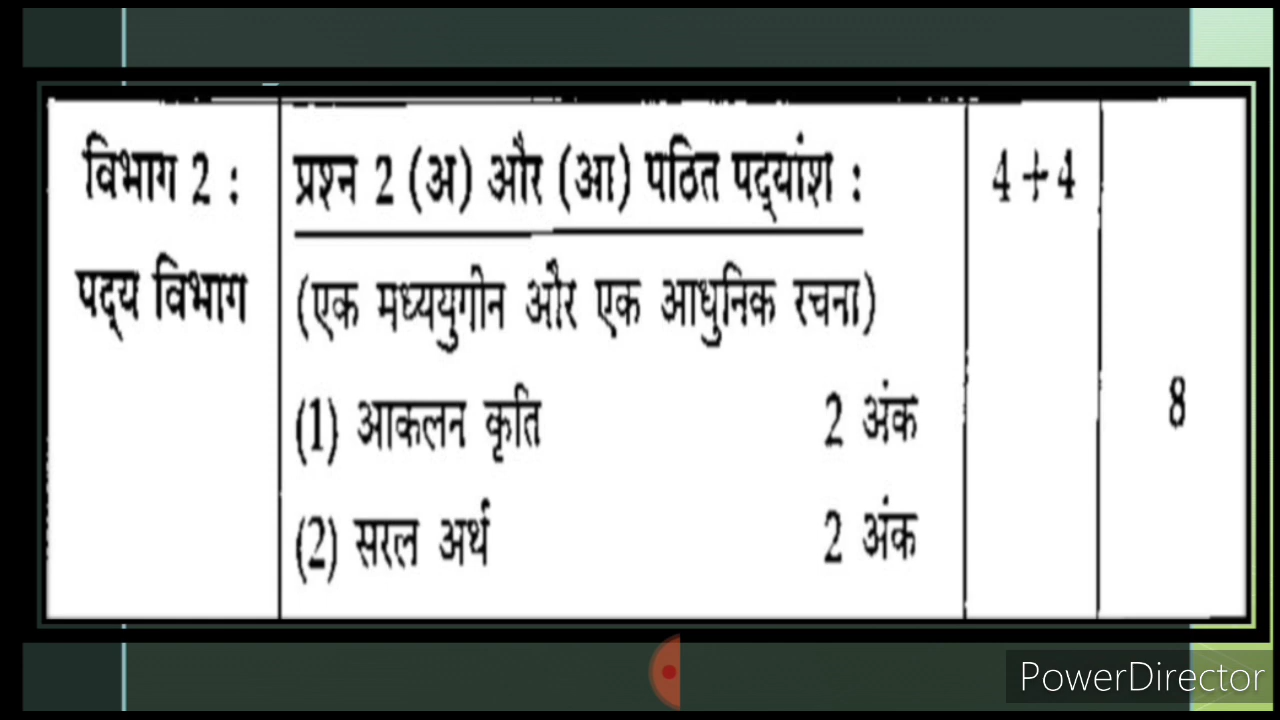 विभाग 2 : प्रश्न 2 (अ) और (आ) पठित पद्यांश : 4+4
पद्य विभाग (एक मध्ययुगीन और एक आधुनिक रचना)
(1) आकलन कृति 2 अंक 8
(2) सरल अर्थ 2 अंक
PowerDirector